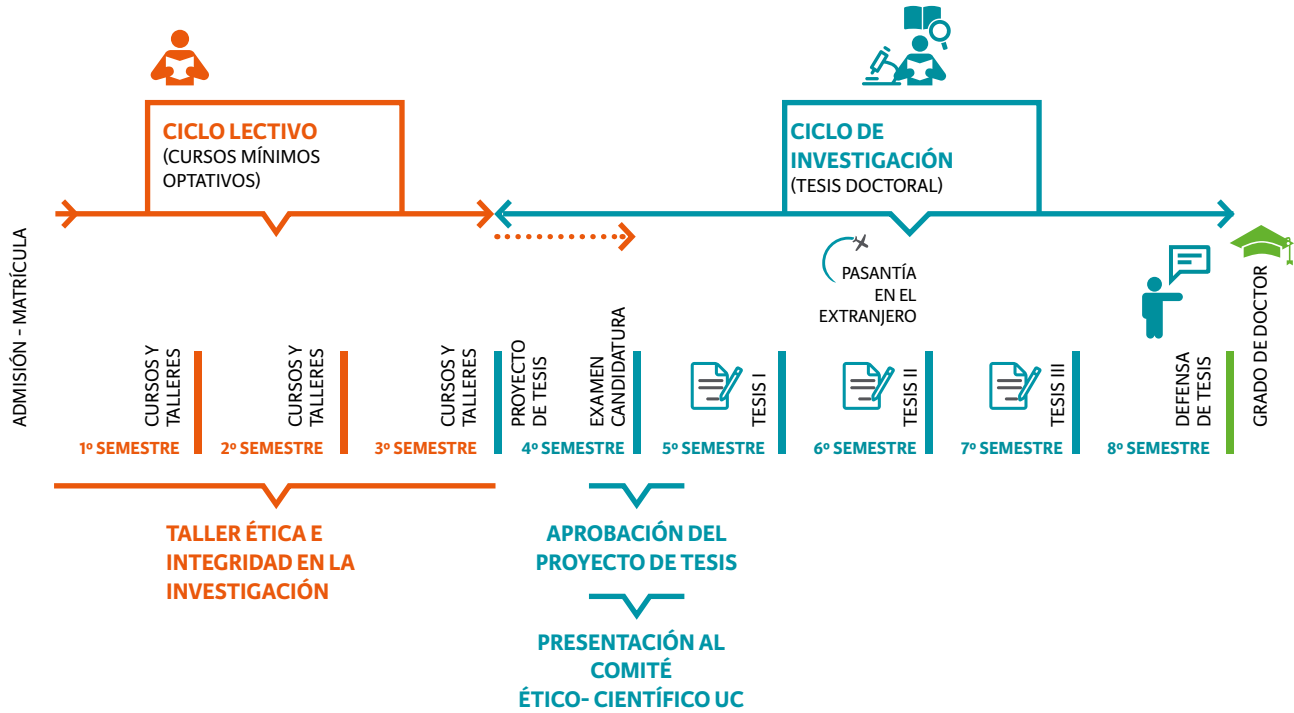 CICLO LECTIVO
(CURSOS MÍNIMOS
OPTATIVOS)
CICLO DE
INVESTIGACIÓN
(TESIS DOCTORAL)
ADMISIÓN - MATRÍCULA
PASANTÍA
EN EL
EXTRANJERO
GRADO DE DOCTOR
CURSOS Y
TALLERES
1º SEMESTRE
CURSOS Y
TALLERES
2º SEMESTRE
CURSOS Y
TALLERES
3º SEMESTRE
PROYECTO
DE TESIS
EXAMEN
CANDIDATURA
4º SEMESTRE
TESIS I
5º SEMESTRE
TESIS II
6º SEMESTRE
TESIS III
7º SEMESTRE
DEFENSA
DE TESIS
8º SEMESTRE
TALLER ÉTICA E
INTEGRIDAD EN LA
INVESTIGACIÓN
APROBACIÓN DEL
PROYECTO DE TESIS
PRESENTACIÓN AL
COMITÉ
ÉTICO- CIENTÍFICO UC